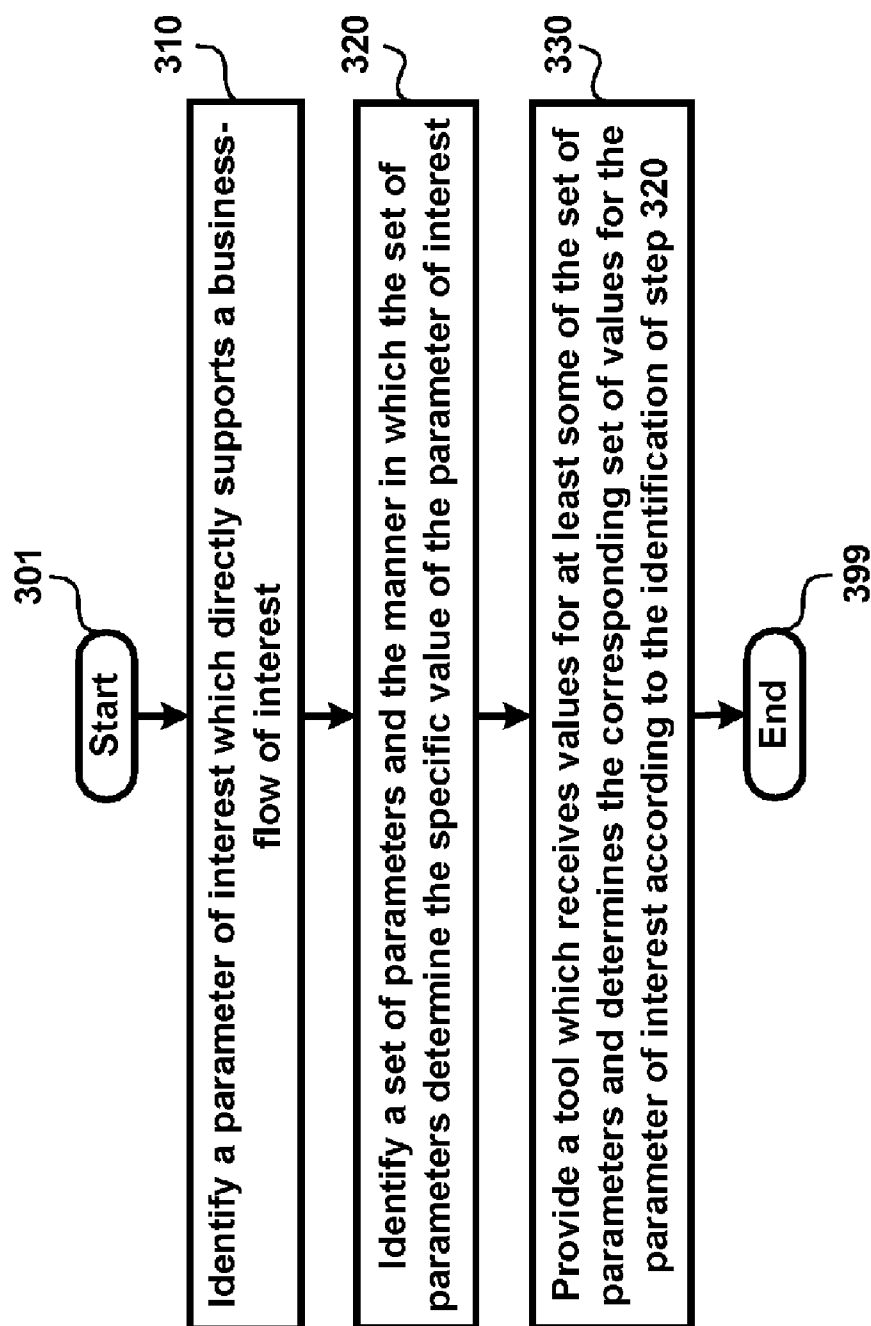 301
Start
310
Identify a parameter of interest which directly supports a business-
flow of interest
320
Identify a set of parameters and the manner in which the set of
parameters determine the specific value of the parameter of interest
330
Provide a tool which receives values for at least some of the set of
parameters and determines the corresponding set of values for the
parameter of interest according to the identification of step 320
End
399